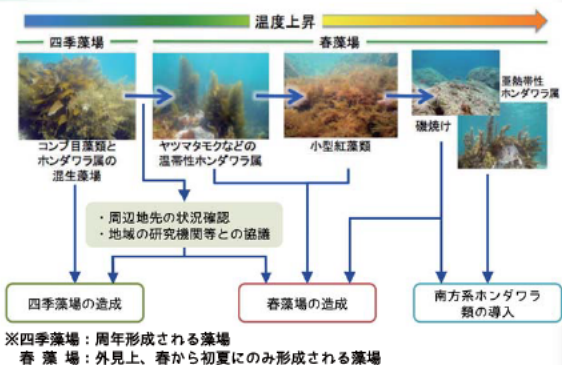 温度上昇
四季藻場
春藻場
コンブ目藻類と
ホンダワラ属の
混生藻場
ヤツマタモクなどの
温帯性ホンダワラ属
小型紅藻類
磯焼け
亜熱帯性
ホンダワラ属
・周辺地先の状況確認
・地域の研究機関等との協議
四季藻場の造成
春藻場の造成
南方系ホンダワラ
類の導入
※四季藻場：周年形成される藻場
春 藻 場：外見上、春から初夏にのみ形成される藻場